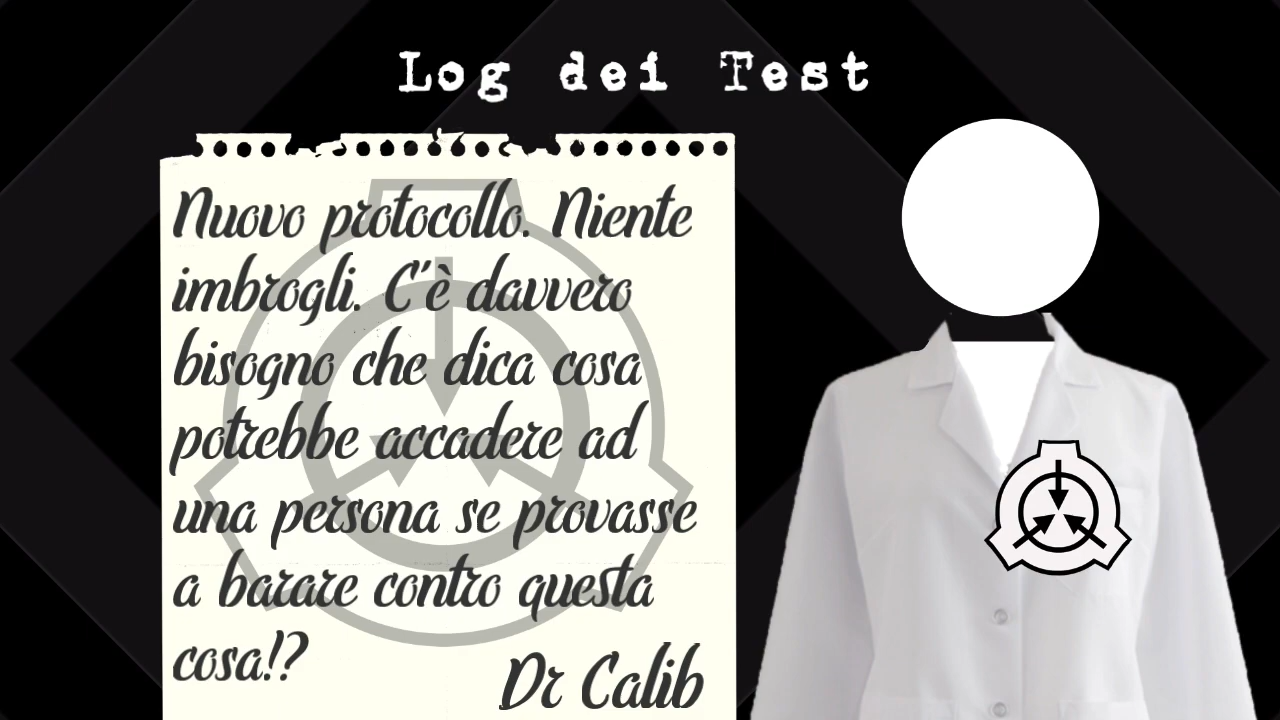 Log dei Test
Nuovo protocollo. Niente
imbrogli. C'è davvero
bisogno che dica cosa
potrebbe accadere ad
una persona se provasse
a barare contro questa
cosa!?
Dr Calib